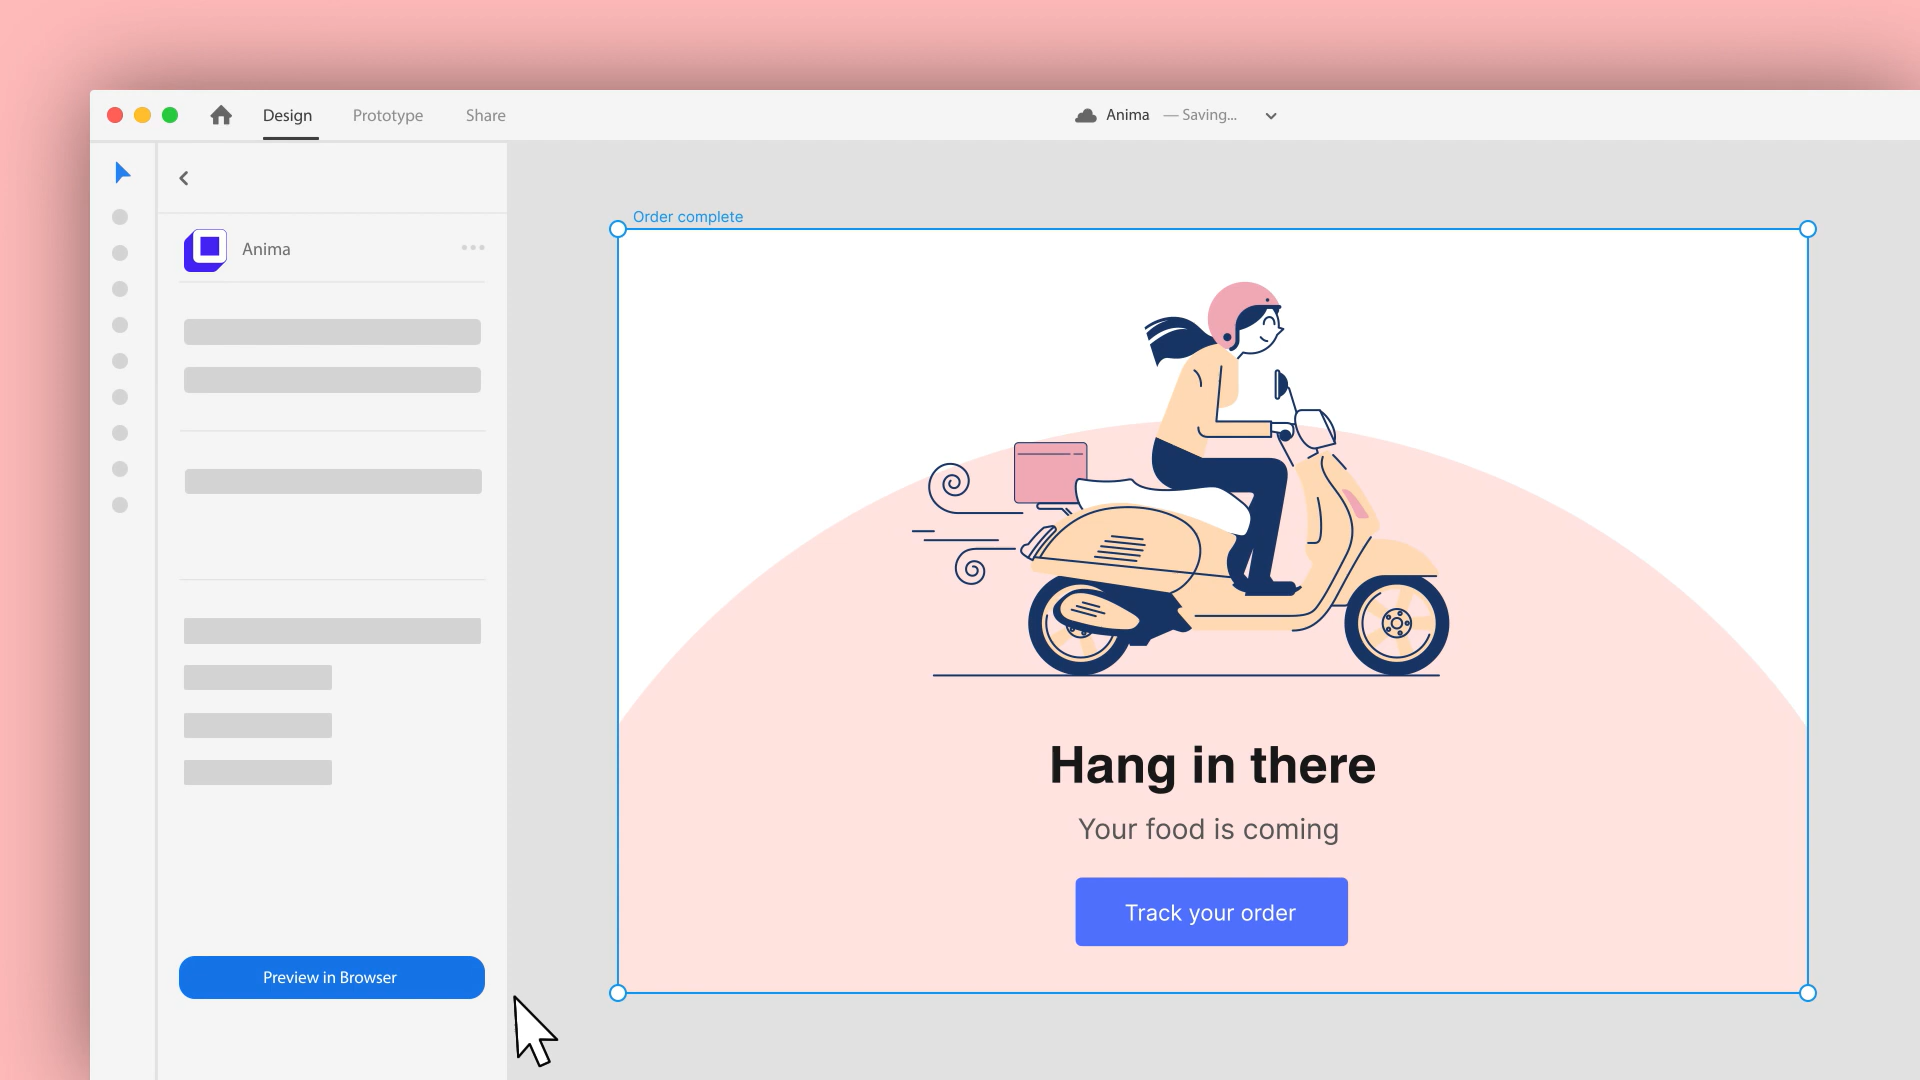 Design Prototype Share
Anima — Saving...
Anima
Preview in Browser
Order complete
Hang in there
Your food is coming
Track your order